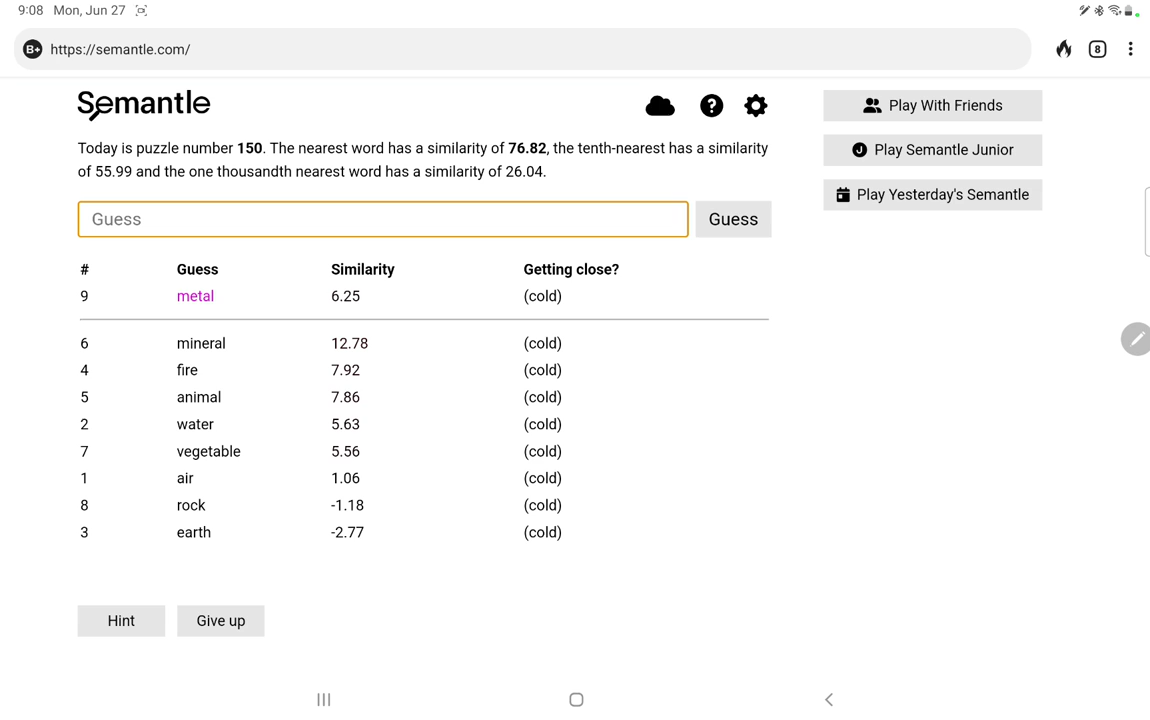 9:08 Mon, Jun 27
B+ https://semantle.com/ 8
Semantle
Play With Friends
Today is puzzle number 150. The nearest word has a similarity of 76.82, the tenth-nearest has a similarity
of 55.99 and the one thousandth nearest word has a similarity of 26.04.
J Play Semantle Junior
Play Yesterday's Semantle
Guess Guess
# Guess Similarity Getting close?
9 metal 6.25 (cold)
6 mineral 12.78 (cold)
4 fire 7.92 (cold)
5 animal 7.86 (cold)
2 water 5.63 (cold)
7 vegetable 5.56 (cold)
1 air 1.06 (cold)
8 rock -1.18 (cold)
3 earth -2.77 (cold)
Hint Give up